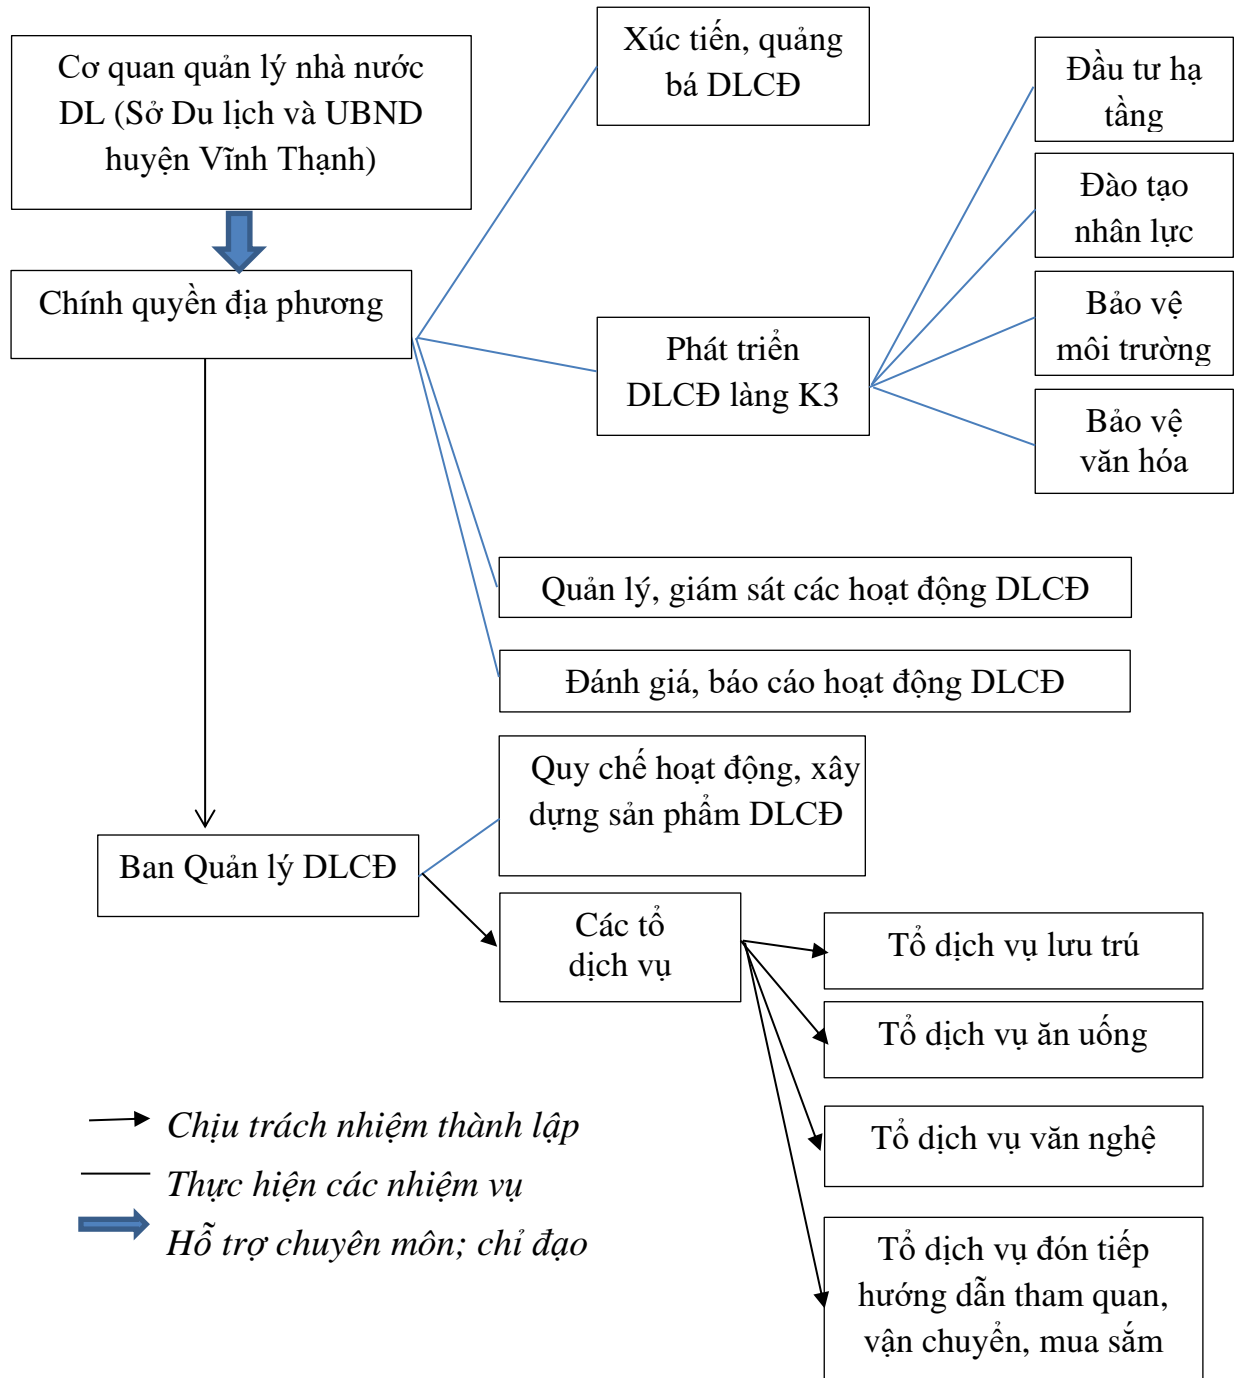 Cơ quan quản lý nhà nước
DL (Sở Du lịch và UBND
huyện Vĩnh Thạnh)
Chính quyền địa phương
Xúc tiến, quảng
bá DLCĐ
Phát triển
DLCĐ làng K3
Đầu tư hạ
tầng
Đào tạo
nhân lực
Bảo vệ
môi trường
Bảo vệ
văn hóa
Quản lý, giám sát các hoạt động DLCĐ
Đánh giá, báo cáo hoạt động DLCĐ
Ban Quản lý DLCĐ
Quy chế hoạt động, xây
dựng sản phẩm DLCĐ
Các tổ
dịch vụ
Tổ dịch vụ lưu trú
Tổ dịch vụ ăn uống
Tổ dịch vụ văn nghệ
Tổ dịch vụ đón tiếp
hướng dẫn tham quan,
vận chuyển, mua sắm
Chịu trách nhiệm thành lập
Thực hiện các nhiệm vụ
Hỗ trợ chuyên môn; chỉ đạo